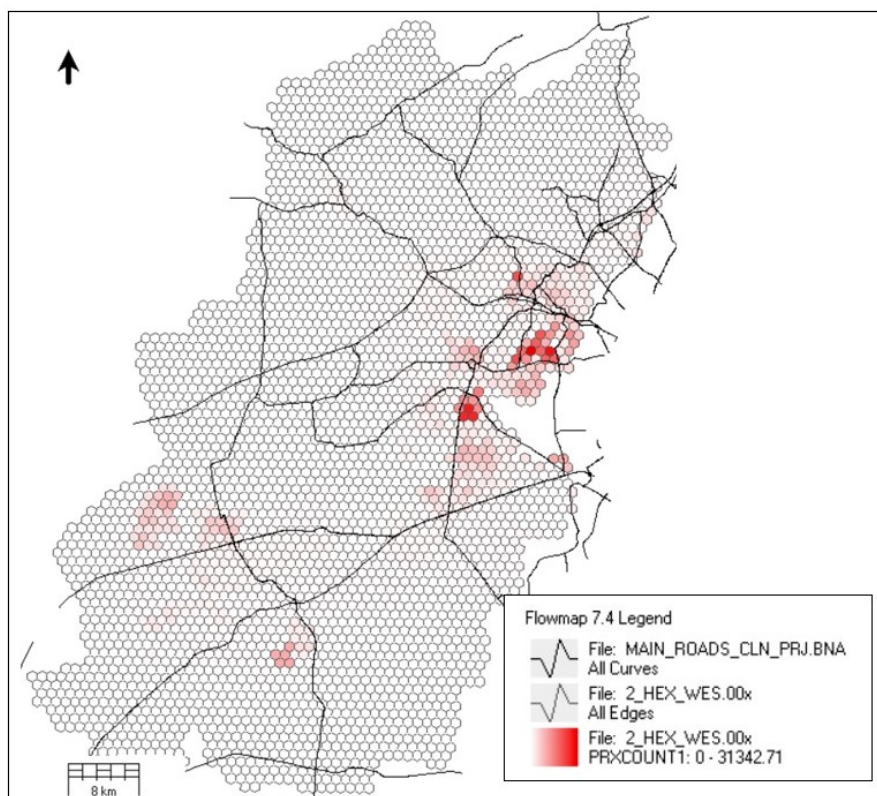 Flowmap 7.4 Legend
File: MAIN_ROADS_CLN_PRJ.BNA
All Curves
File: 2_HEX_WES.00x
All Edges
File: 2_HEX_WES.00x
PRXCOUNT1: 0 - 31342.71
8 km